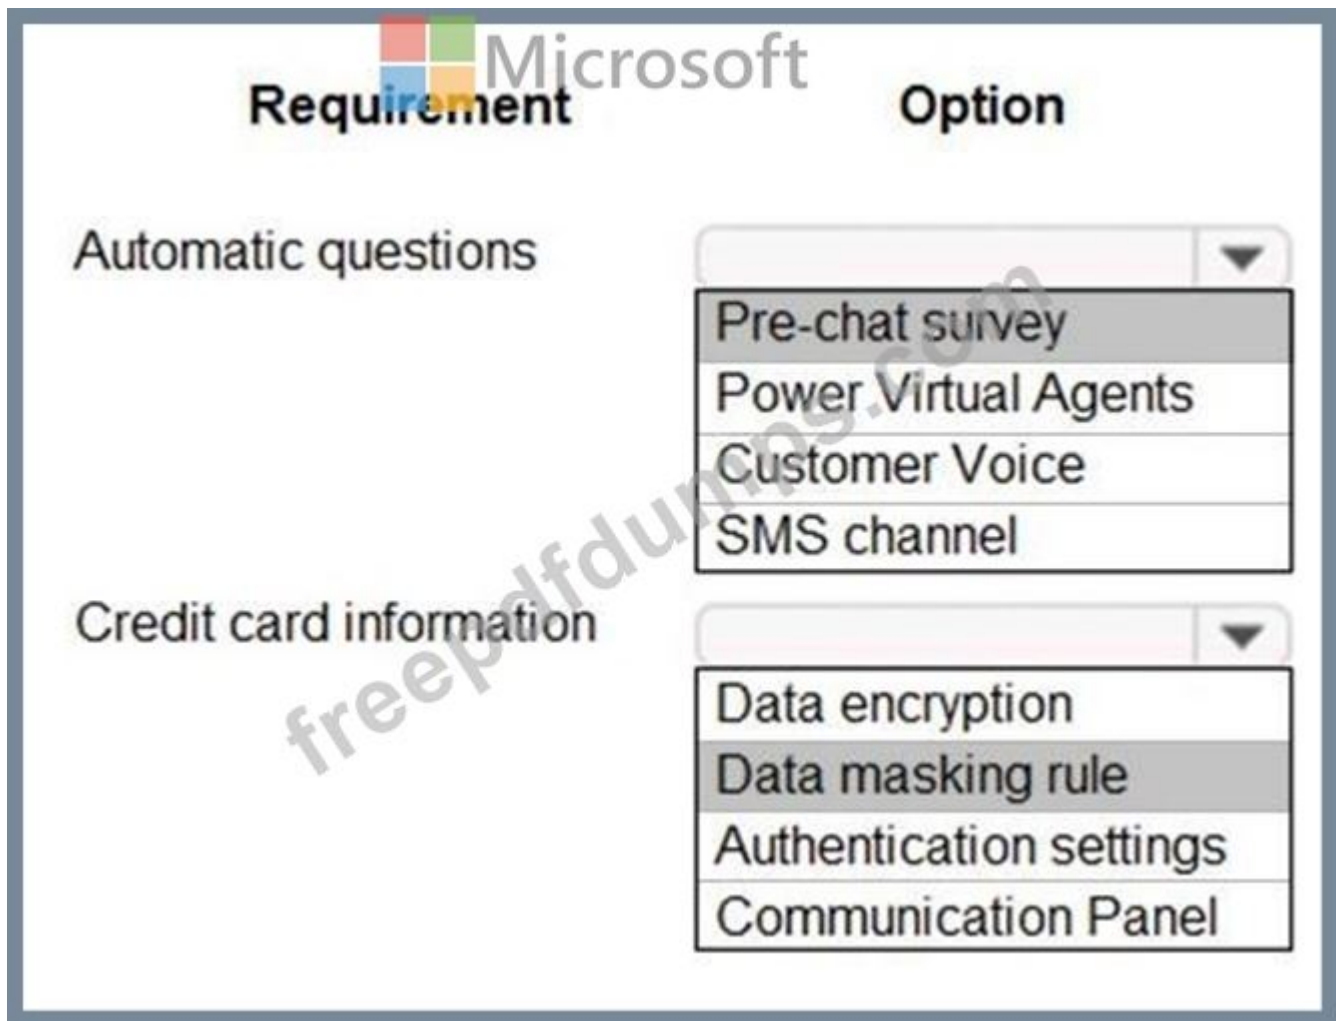 Microsoft
Requirement Option
Automatic questions
Pre-chat survey
Power Virtual Agents
Customer Voice
SMS channel
Credit card information
Data encryption
Data masking rule
Authentication settings
Communication Panel
freepdfdumps.com